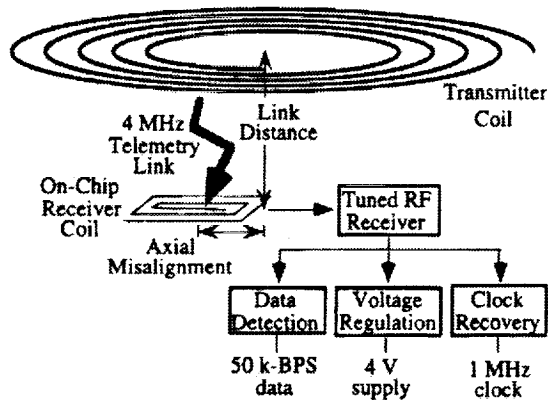 Transmitter
Coil
Link
Distance
4 MHz
Telemetry
Link
On-Chip
Receiver
Coil
Axial
Misalignment
Tuned RF
Receiver
Data
Detection
Voltage
Regulation
Clock
Recovery
50 k-BPS
data
4 V
supply
1 MHz
clock